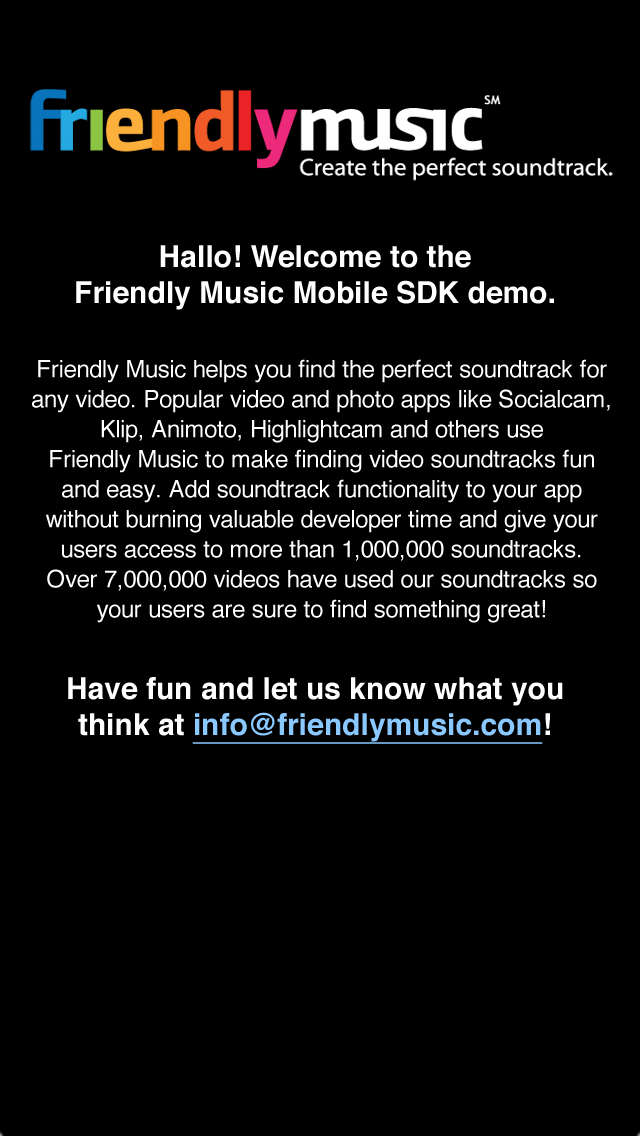 friendlymusic℠
Create the perfect soundtrack.
Hallo! Welcome to the
Friendly Music Mobile SDK demo.
Friendly Music helps you find the perfect soundtrack for
any video. Popular video and photo apps like Socialcam,
Klip, Animoto, Highlightcam and others use
Friendly Music to make finding video soundtracks fun
and easy. Add soundtrack functionality to your app
without burning valuable developer time and give your
users access to more than 1,000,000 soundtracks.
Over 7,000,000 videos have used our soundtracks so
your users are sure to find something great!
Have fun and let us know what you
think at info@friendlymusic.com!